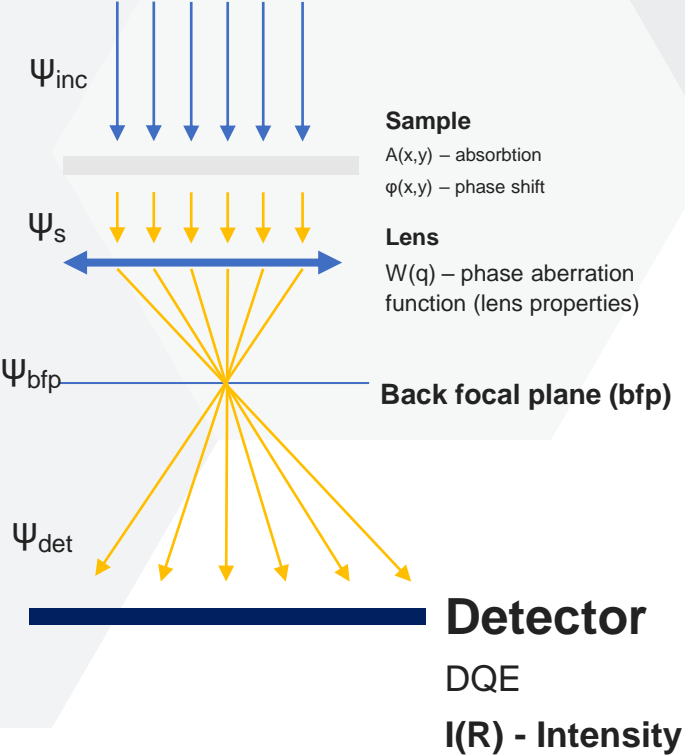 Ψinc
Sample
A(x,y) – absorbtion
φ(x,y) – phase shift
Ψs
Lens
W(q) – phase aberration
function (lens properties)
Ψbfp
Back focal plane (bfp)
Ψdet
Detector
DQE
I(R) - Intensity